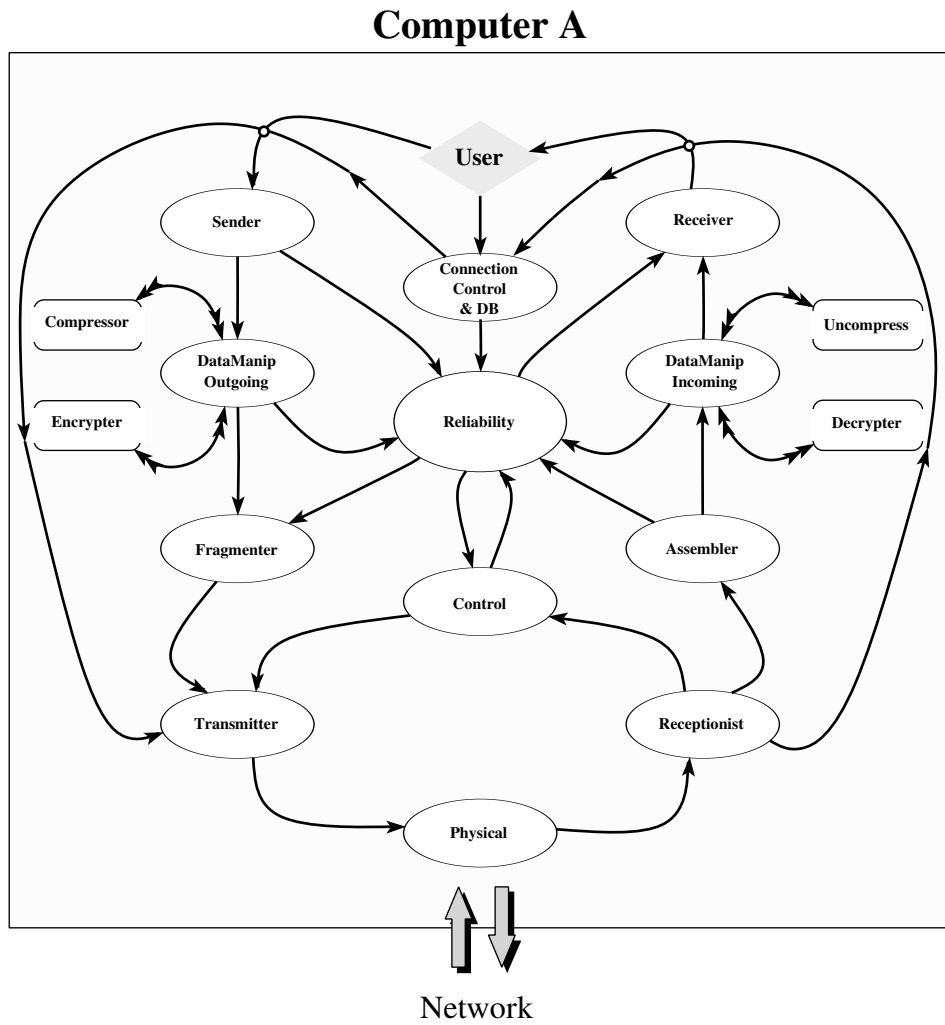 Computer A
User
Sender
Receiver
Connection
Control
& DB
Compressor
Uncompress
DataManip
Outgoing
DataManip
Incoming
Encrypter
Reliability
Decrypter
Fragmenter
Assembler
Control
Transmitter
Receptionist
Physical
Network